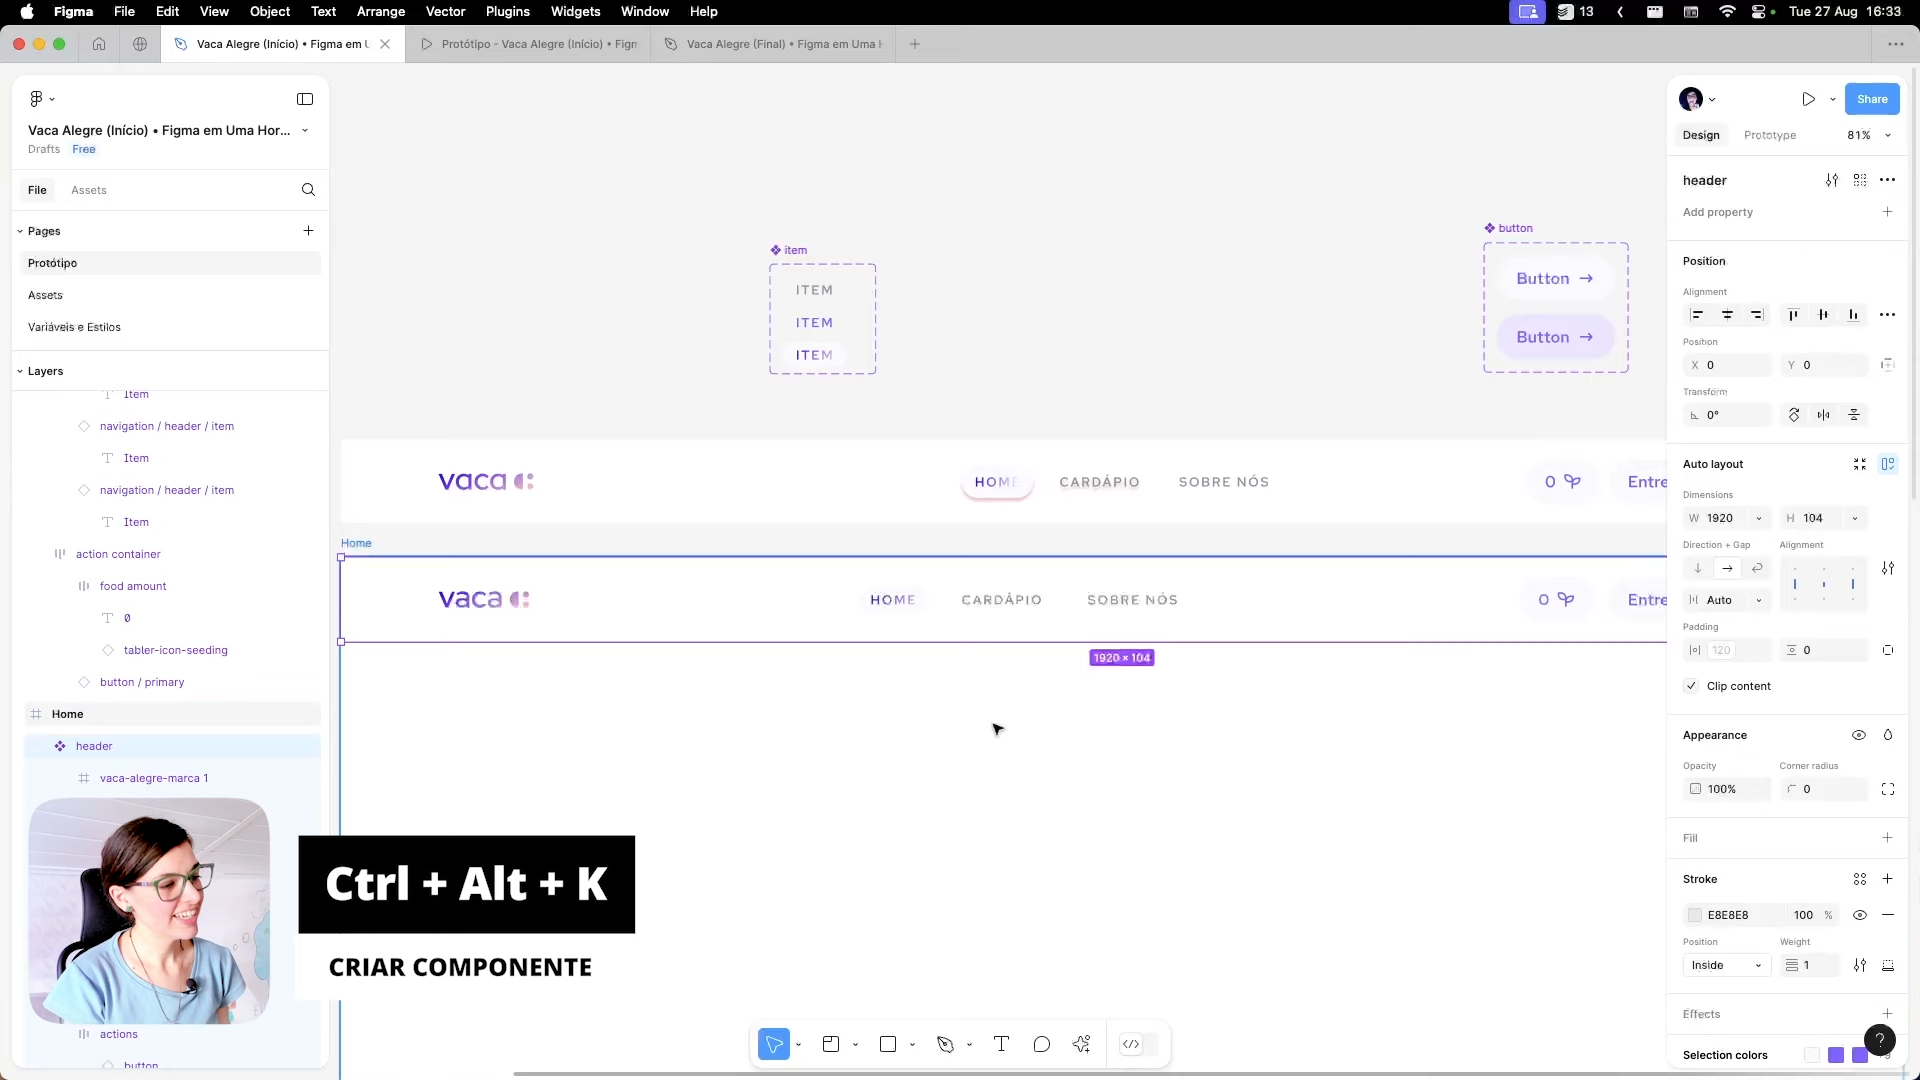 Figma File Edit View Object Text Arrange Vector Plugins Widgets Window Help
13 Tue 27 Aug 16:33
Vaca Alegre (Início) • Figma em U
Protótipo - Vaca Alegre (Início) • Figm
Vaca Alegre (Final) • Figma em Uma H
Vaca Alegre (Início) • Figma em Uma Hor...
Drafts Free
File Assets
Pages
Protótipo
Assets
Variáveis e Estilos
Layers
Item
navigation / header / item
Item
navigation / header / item
Item
action container
food amount
0
tabler-icon-seeding
button / primary
Home
header
vaca-alegre-marca 1
actions
button
item
ITEM
ITEM
ITEM
button
Button →
Button →
vaca
HOME CARDÁPIO SOBRE NÓS
0 Entre
Home
vaca
HOME CARDÁPIO SOBRE NÓS
0 Entre
1920 × 104
Ctrl + Alt + K
CRIAR COMPONENTE
Share
Design Prototype 81%
header
Add property
Position
Alignment
Position
X 0 Y 0
Transform
0°
Auto layout
Dimensions
W 1920 H 104
Direction + Gap Alignment
Auto
Padding
120 0
Clip content
Appearance
Opacity Corner radius
100% 0
Fill
Stroke
E8E8E8 100 %
Position Weight
Inside 1
Effects
?
Selection colors